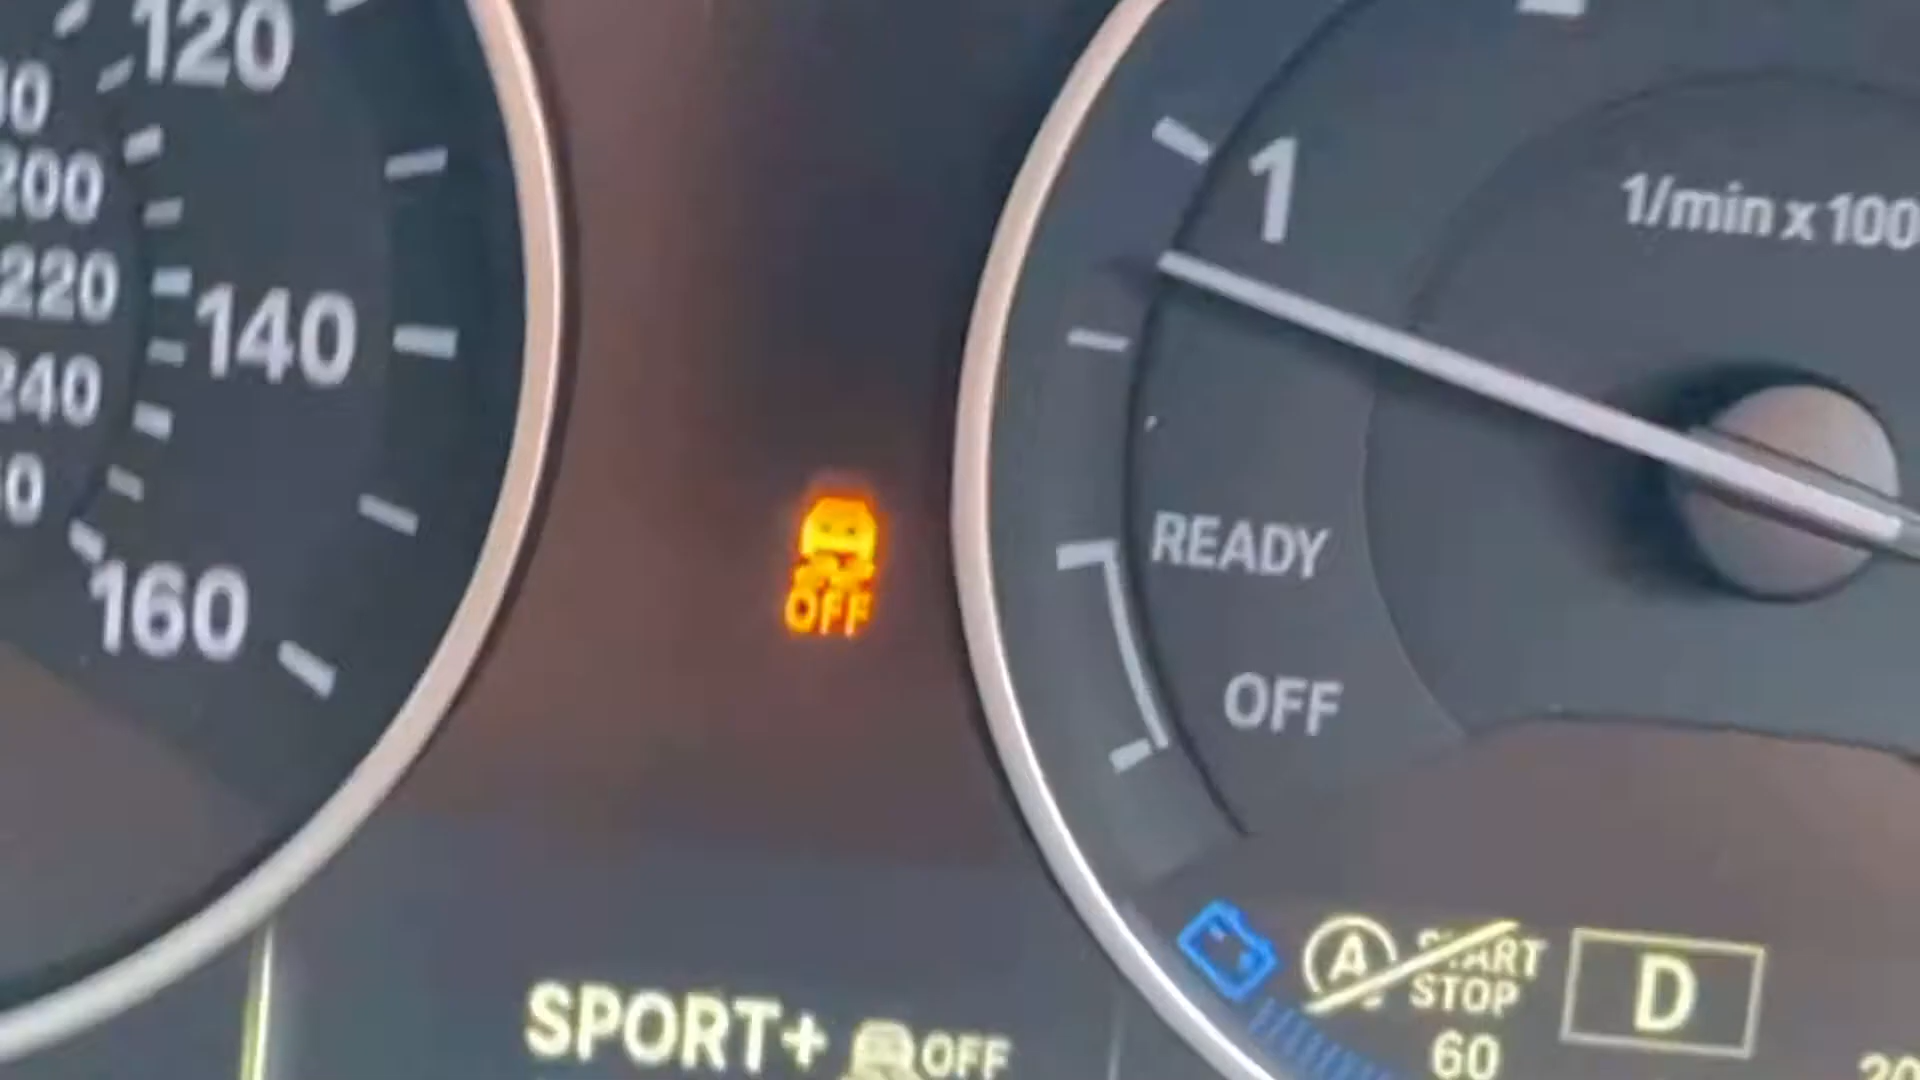 120
200
220
140
240
160
OFF
1
1/min x 100
READY
OFF
SPORT+ OFF
A START
STOP
D
60